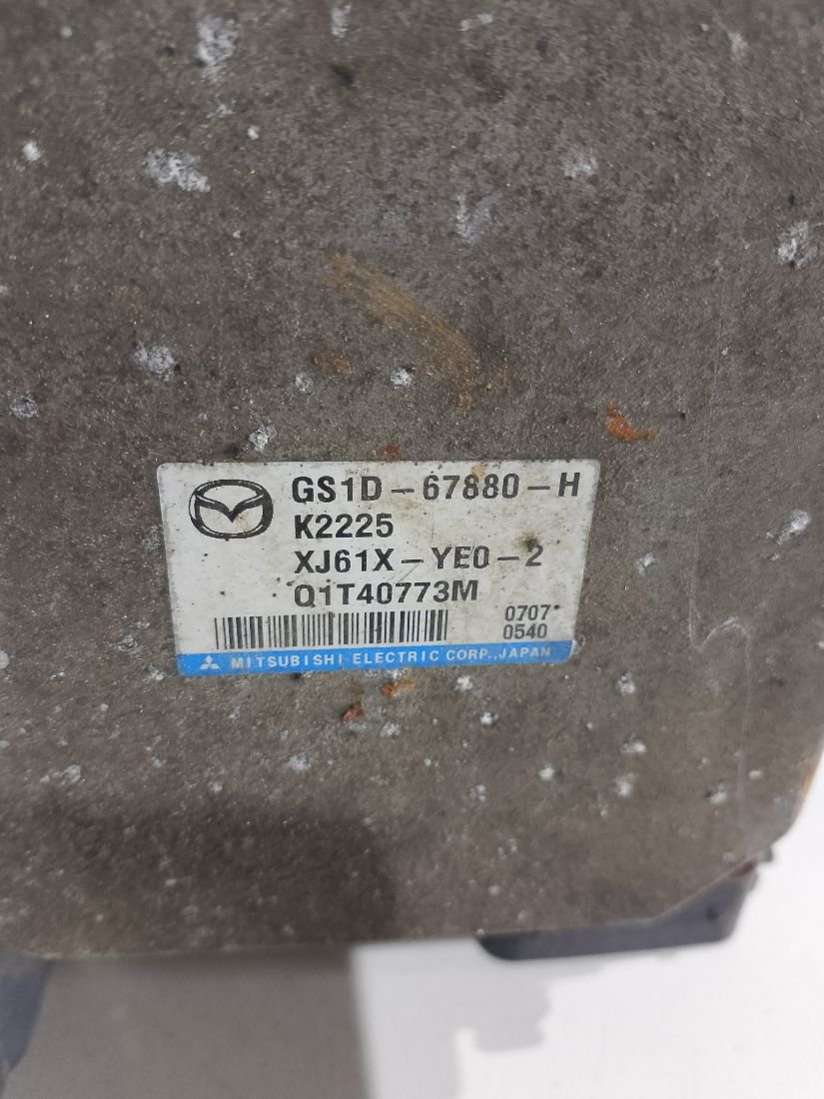 GS1D-67880-H
K2225
XJ61X-YE0-2
Q1T40773M
0707*
0540
MITSUBISHI ELECTRIC CORP., JAPAN